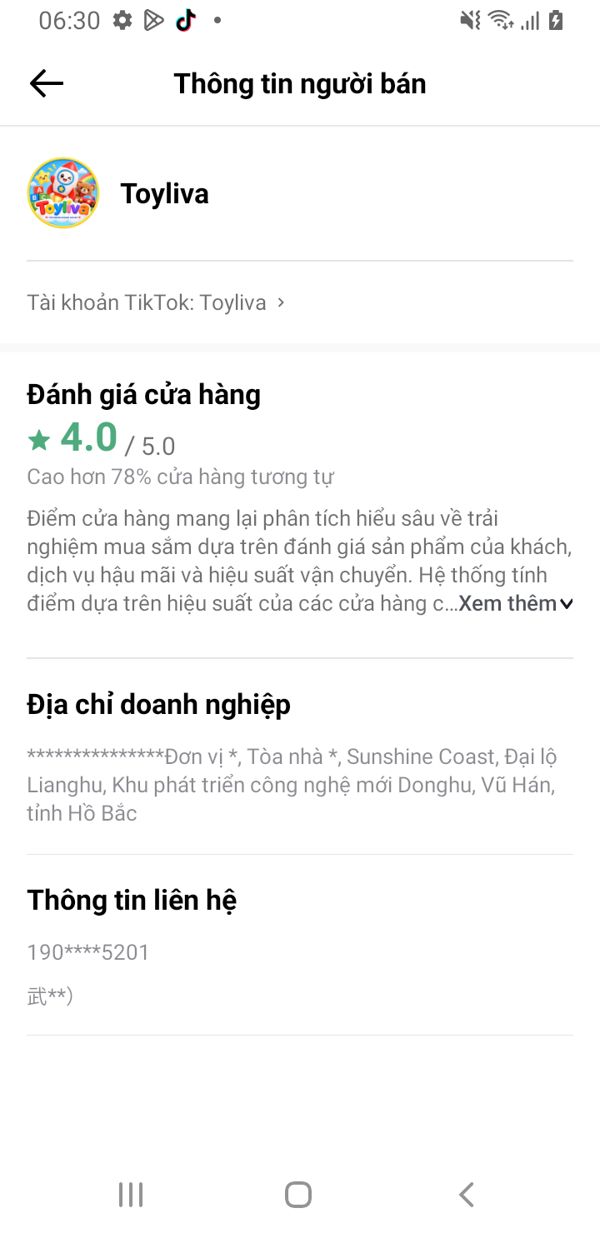 06:30
Thông tin người bán
Toyliva
Toyliva
Tài khoản TikTok: Toyliva >
Đánh giá cửa hàng
4.0 / 5.0
Cao hơn 78% cửa hàng tương tự
Điểm cửa hàng mang lại phân tích hiểu sâu về trải
nghiệm mua sắm dựa trên đánh giá sản phẩm của khách,
dịch vụ hậu mãi và hiệu suất vận chuyển. Hệ thống tính
điểm dựa trên hiệu suất của các cửa hàng c...Xem thêm
Địa chỉ doanh nghiệp
***************Đơn vị *, Tòa nhà *, Sunshine Coast, Đại lộ
Lianghu, Khu phát triển công nghệ mới Donghu, Vũ Hán,
tỉnh Hồ Bắc
Thông tin liên hệ
190****5201
武**)